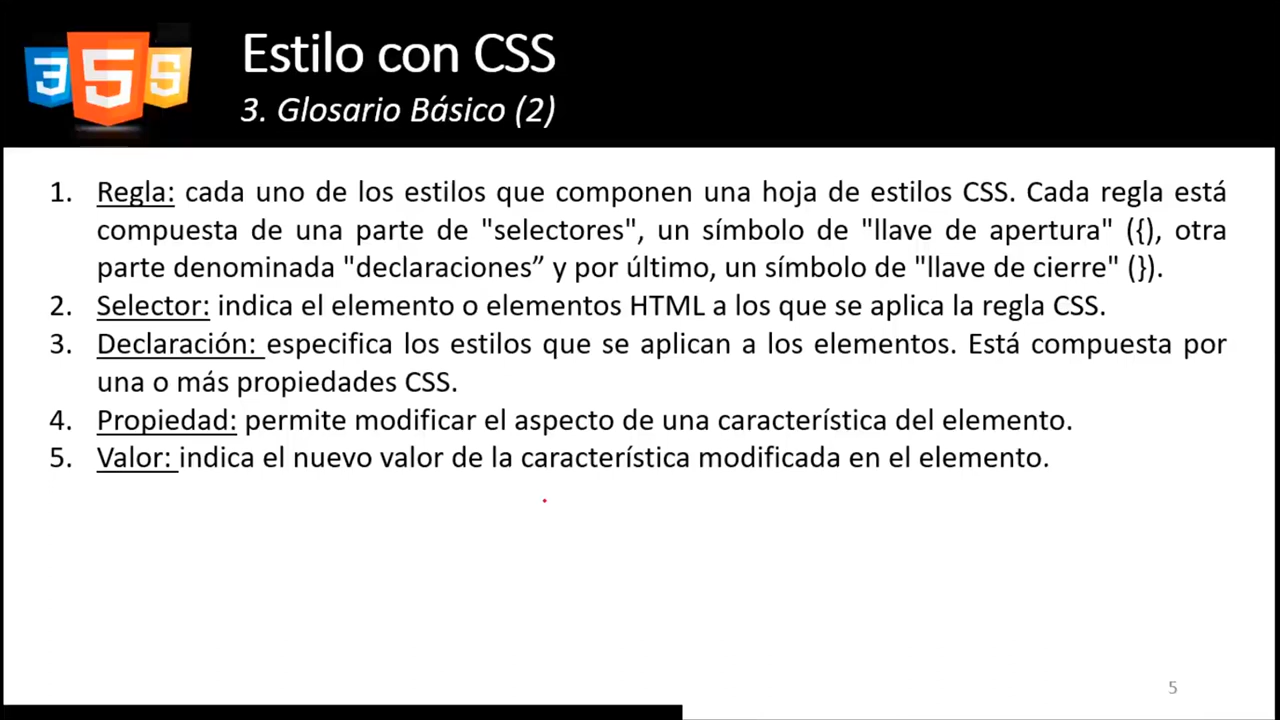 3 5 S
Estilo con CSS
3. Glosario Básico (2)
1. Regla: cada uno de los estilos que componen una hoja de estilos CSS. Cada regla está
compuesta de una parte de "selectores", un símbolo de "llave de apertura" ({), otra
parte denominada "declaraciones” y por último, un símbolo de "llave de cierre" (}).
2. Selector: indica el elemento o elementos HTML a los que se aplica la regla CSS.
3. Declaración: especifica los estilos que se aplican a los elementos. Está compuesta por
una o más propiedades CSS.
4. Propiedad: permite modificar el aspecto de una característica del elemento.
5. Valor: indica el nuevo valor de la característica modificada en el elemento.
5